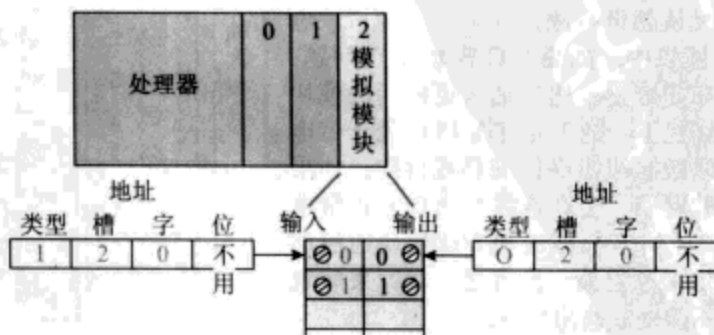 处理器
0 1 2
模拟模块
地址
类型 槽 字 位
1 2 0 不用
输入 输出
0 0
1 1
地址
类型 槽 字 位
O 2 0 不用